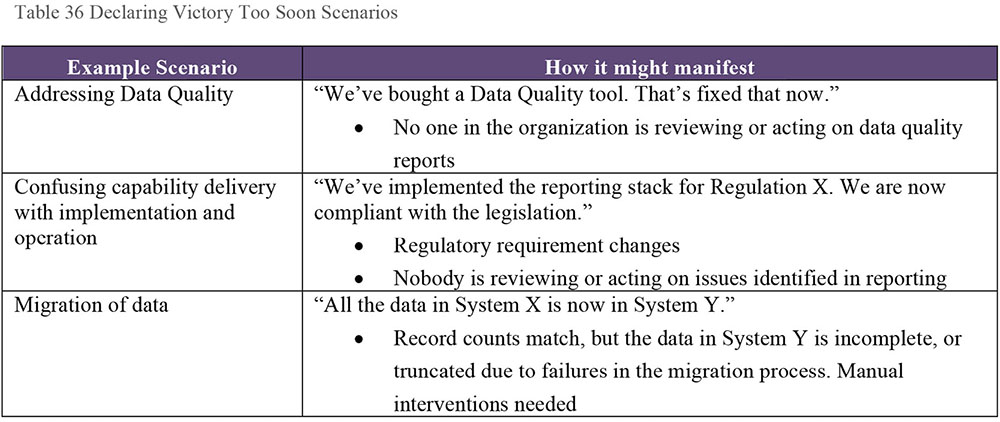 Table 36 Declaring Victory Too Soon Scenarios
Example Scenario
How it might manifest
Addressing Data Quality
“We’ve bought a Data Quality tool. That’s fixed that now.”
• No one in the organization is reviewing or acting on data quality
reports
Confusing capability delivery
with implementation and
operation
“We’ve implemented the reporting stack for Regulation X. We are now
compliant with the legislation.”
• Regulatory requirement changes
• Nobody is reviewing or acting on issues identified in reporting
Migration of data
“All the data in System X is now in System Y.”
• Record counts match, but the data in System Y is incomplete, or
truncated due to failures in the migration process. Manual
interventions needed